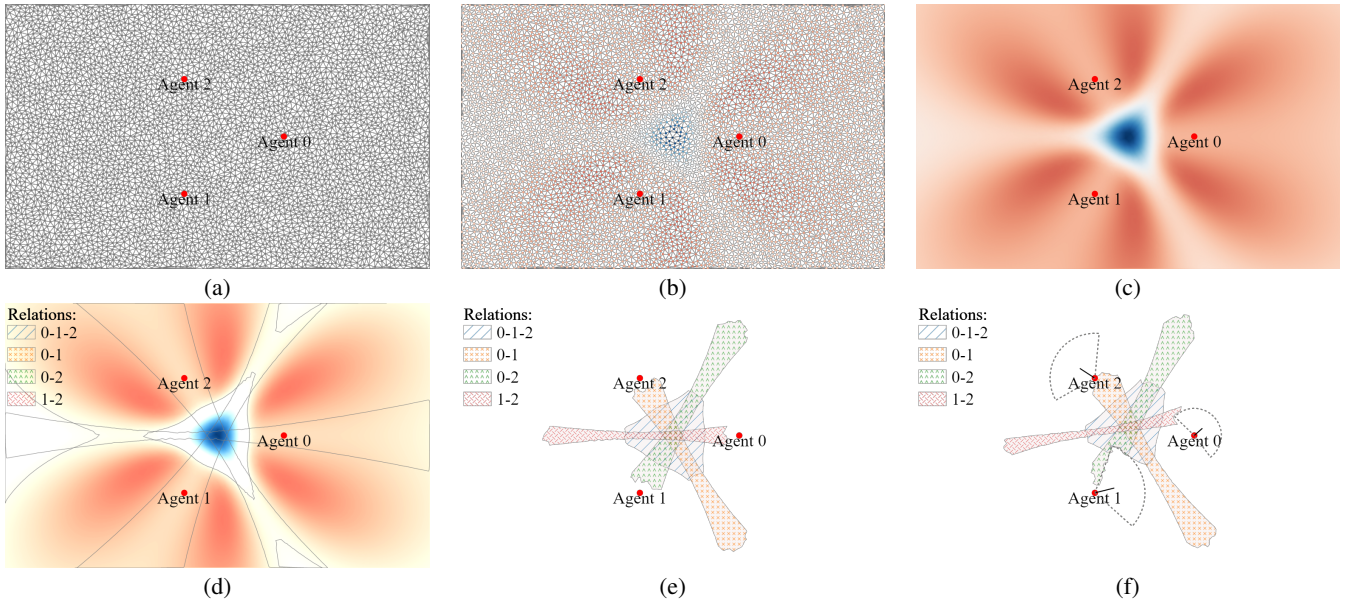 Agent 2
Agent 0
Agent 1
(a)
Agent 2
Agent 0
Agent 1
(b)
Agent 2
Agent 0
Agent 1
(c)
Relations:
0-1-2
0-1
0-2
1-2
Agent 2
Agent 0
Agent 1
(d)
Relations:
0-1-2
0-1
0-2
1-2
Agent 2
Agent 0
Agent 1
(e)
Relations:
0-1-2
0-1
0-2
1-2
Agent 2
Agent 0
Agent 1
(f)